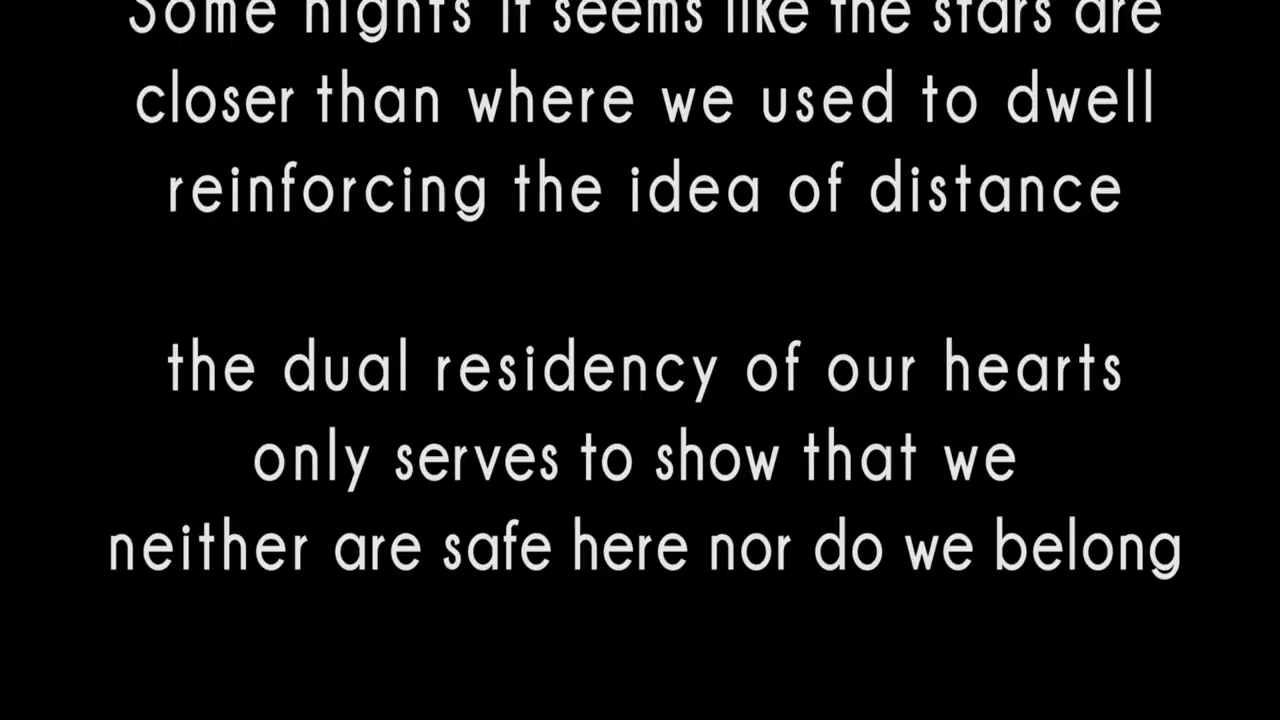 Some nights it seems like the stars are
closer than where we used to dwell
reinforcing the idea of distance
the dual residency of our hearts
only serves to show that we
neither are safe here nor do we belong